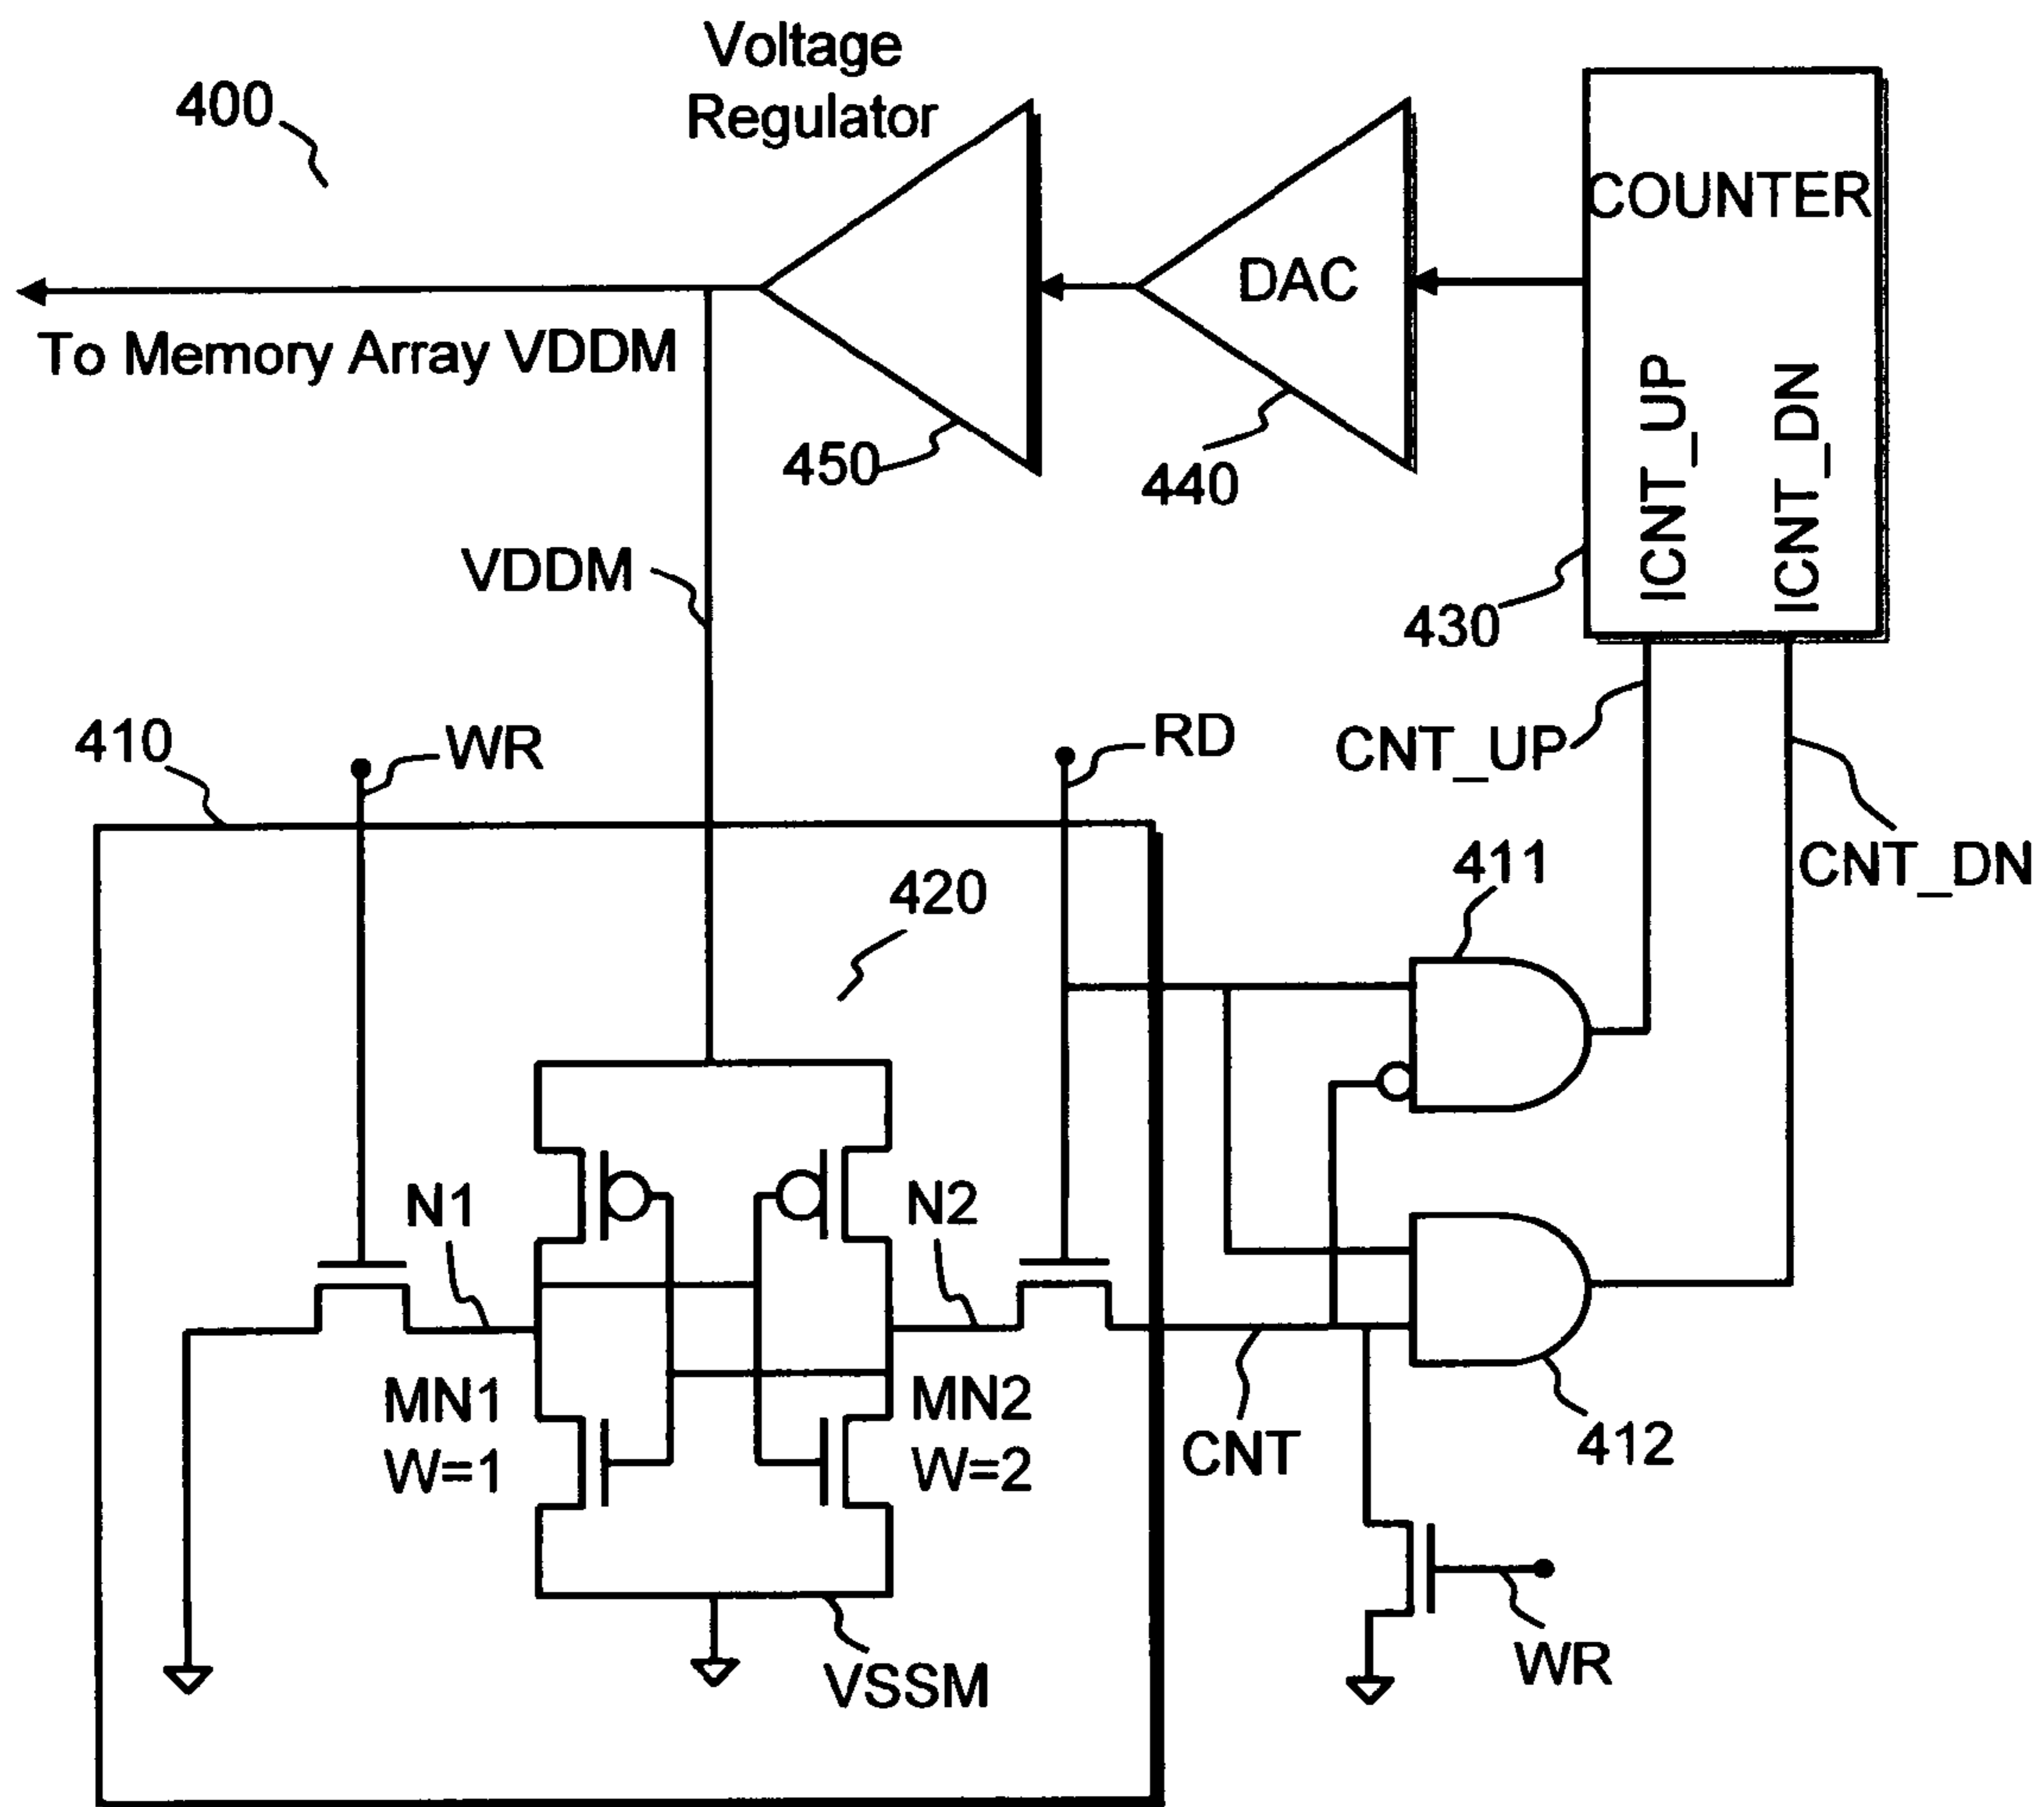 Voltage
Regulator
400
COUNTER
DAC
To Memory Array VDDM
ICNT_UP
ICNT_DN
450
440
VDDM
430
410
WR
RD
CNT_UP
411
CNT_DN
420
N1
N2
MN1
W=1
MN2
W=2
CNT
412
VSSM
WR